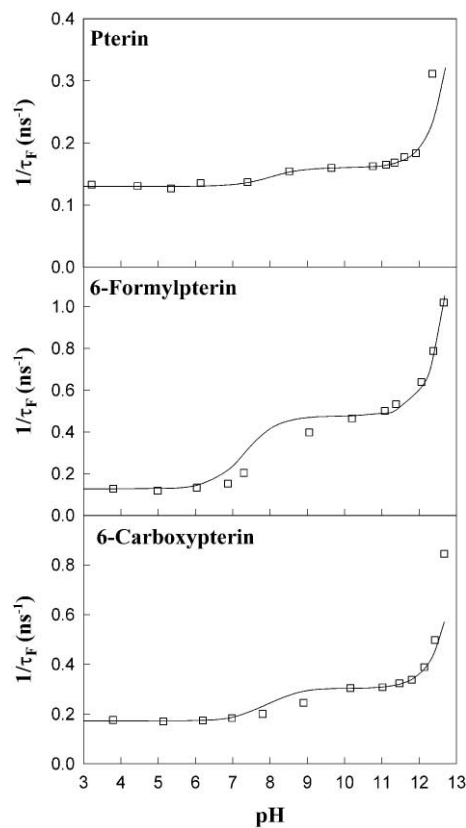 Pterin
0.4
0.3
0.2
0.1
0.0
1/τF (ns-1)
6-Formylpterin
1.0
0.8
0.6
0.4
0.2
0.0
1/τF (ns-1)
6-Carboxypterin
0.8
0.6
0.4
0.2
0.0
1/τF (ns-1)
3 4 5 6 7 8 9 10 11 12 13
pH